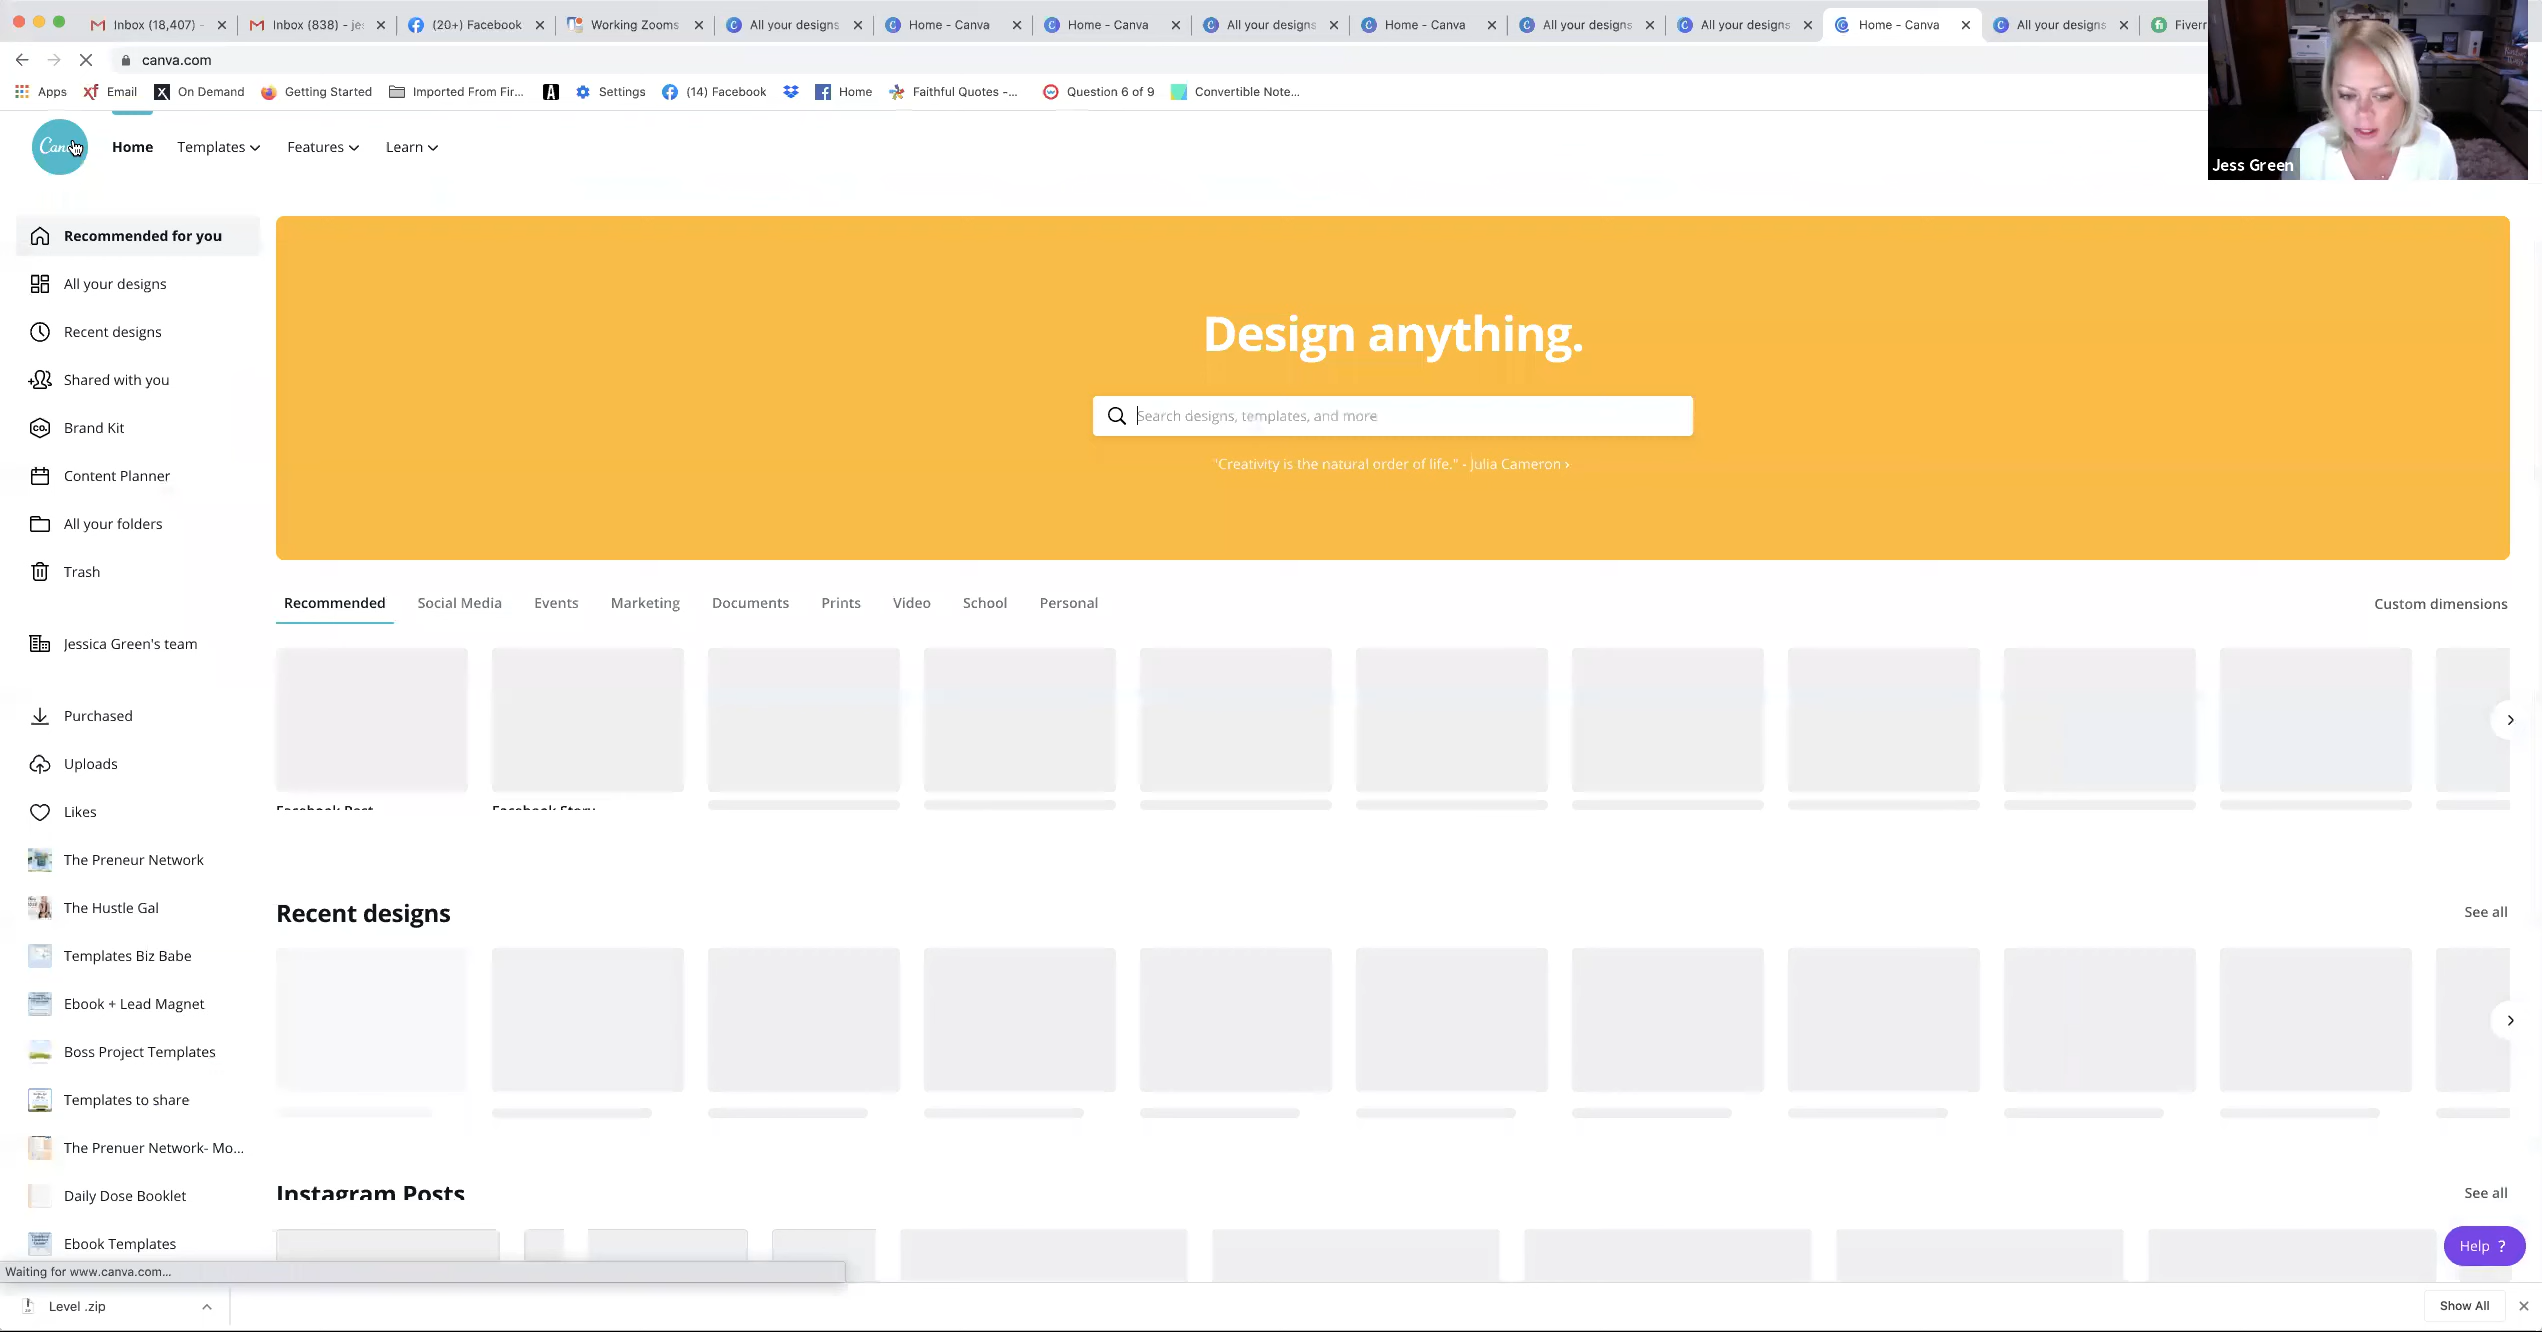 Inbox (18,407) -
Inbox (838) - je
(20+) Facebook
Working Zooms
All your designs
Home - Canva
Home - Canva
All your designs
Home - Canva
All your designs
All your designs
Home - Canva
All your designs
Fiverr
canva.com
Apps
Email
On Demand
Getting Started
Imported From Fir...
Settings
(14) Facebook
Home
Faithful Quotes -...
Question 6 of 9
Convertible Note...
Jess Green
Home
Templates
Features
Learn
Recommended for you
All your designs
Recent designs
Shared with you
Brand Kit
Content Planner
All your folders
Trash
Jessica Green's team
Purchased
Uploads
Likes
The Preneur Network
The Hustle Gal
Templates Biz Babe
Ebook + Lead Magnet
Boss Project Templates
Templates to share
The Prenuer Network- Mo...
Daily Dose Booklet
Ebook Templates
Design anything.
Search designs, templates, and more
"Creativity is the natural order of life." - Julia Cameron ›
Recommended
Social Media
Events
Marketing
Documents
Prints
Video
School
Personal
Custom dimensions
Facebook Post
Facebook Story
Recent designs
See all
Instagram Posts
See all
Help ?
Waiting for www.canva.com...
Level .zip
Show All